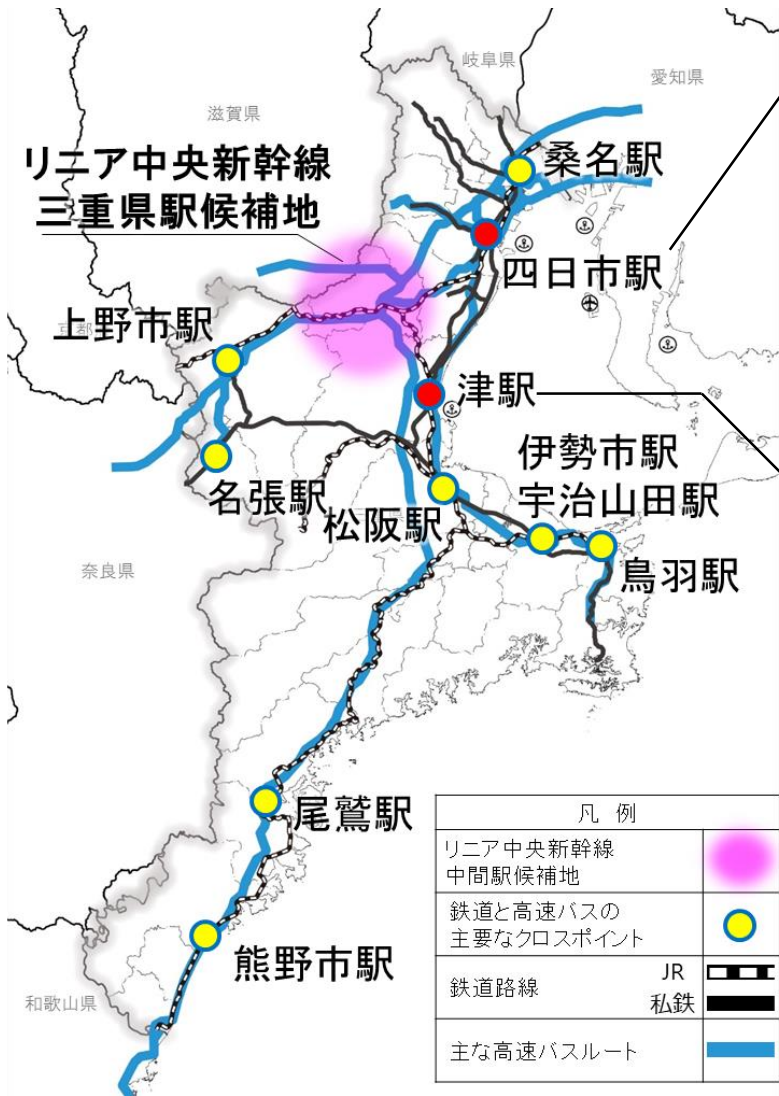 岐阜県
愛知県
滋賀県
リニア中央新幹線
三重県駅候補地
桑名駅
四日市駅
上野市駅
津駅
伊勢市駅
宇治山田駅
名張駅
松阪駅
鳥羽駅
奈良県
尾鷲駅
熊野市駅
和歌山県
凡 例
リニア中央新幹線
中間駅候補地
鉄道と高速バスの
主要なクロスポイント
鉄道路線
JR
私鉄
主な高速バスルート